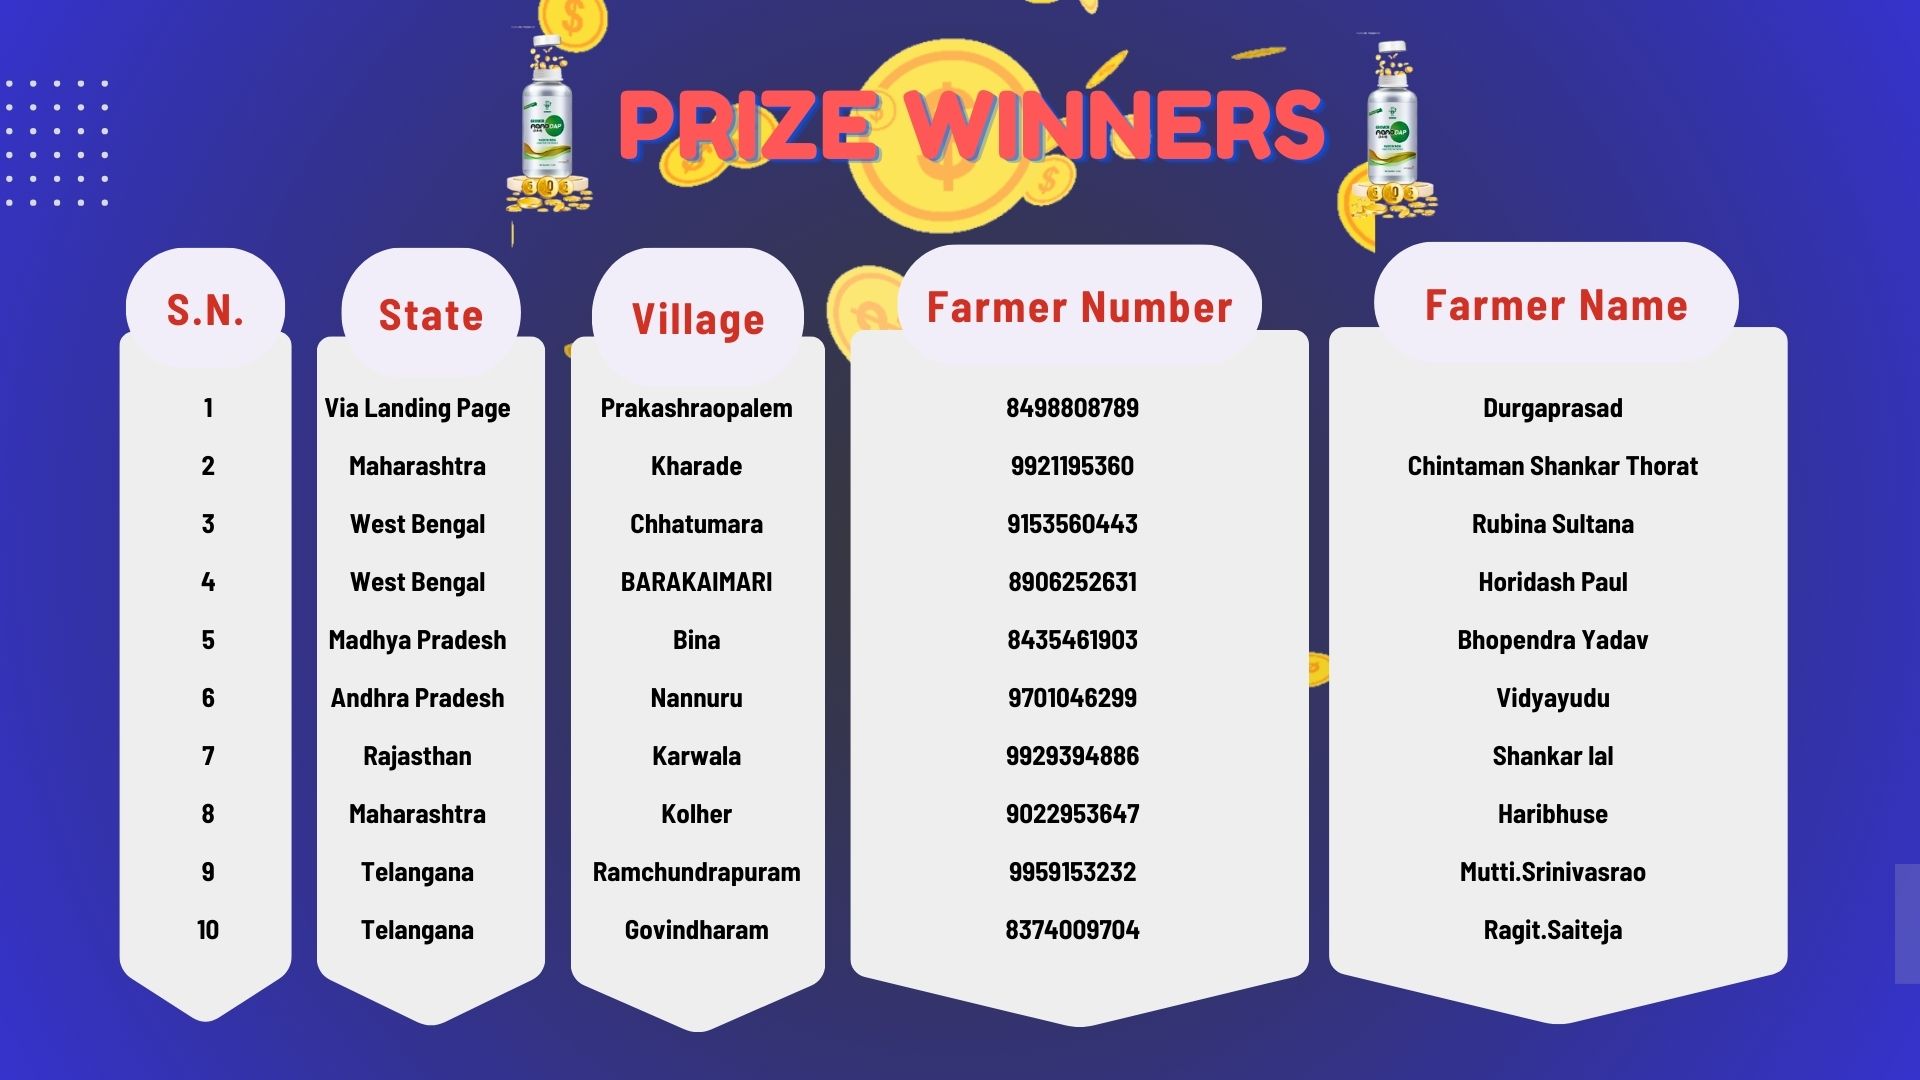 PRIZE WINNERS
S.N. State Village Farmer Number Farmer Name
1 Via Landing Page Prakashraopalem 8498808789 Durgaprasad
2 Maharashtra Kharade 9921195360 Chintaman Shankar Thorat
3 West Bengal Chhatumara 9153560443 Rubina Sultana
4 West Bengal BARAKAIMARI 8906252631 Horidash Paul
5 Madhya Pradesh Bina 8435461903 Bhopendra Yadav
6 Andhra Pradesh Nannuru 9701046299 Vidyayudu
7 Rajasthan Karwala 9929394886 Shankar lal
8 Maharashtra Kolher 9022953647 Haribhuse
9 Telangana Ramchundrapuram 9959153232 Mutti.Srinivasrao
10 Telangana Govindharam 8374009704 Ragit.Saiteja